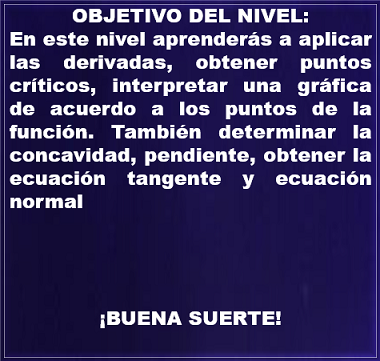 OBJETIVO DEL NIVEL:
En este nivel aprenderás a aplicar
las derivadas, obtener puntos
críticos, interpretar una gráfica
de acuerdo a los puntos de la
función. También determinar la
concavidad, pendiente, obtener la
ecuación tangente y ecuación
normal
¡BUENA SUERTE!